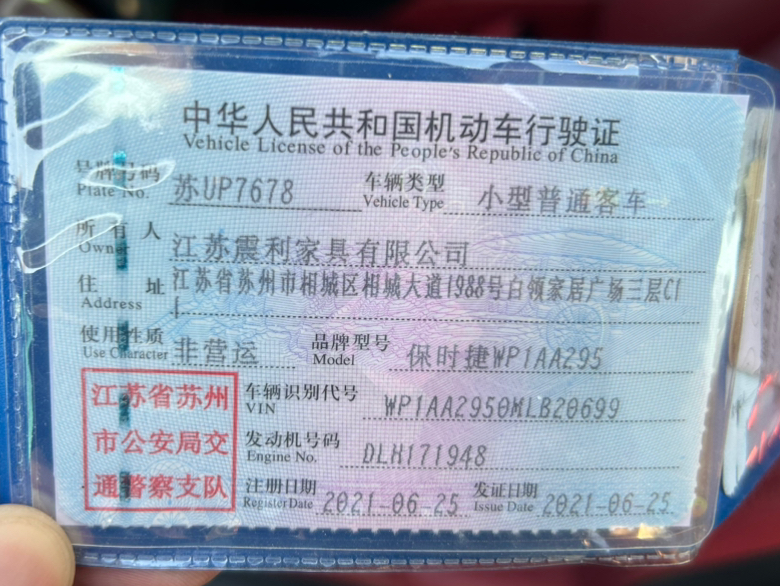 中华人民共和国机动车行驶证
Vehicle License of the People's Republic of China
号牌号码 苏UP7678 车辆类型 小型普通客车
Plate No. Vehicle Type
所有人 江苏震利家具有限公司
Owner
住址 江苏省苏州市相城区相城大道1988号白领家居广场三层C1
Address
使用性质 非营运 品牌型号 保时捷WP1AA295
Use Character Model
江苏省苏州 车辆识别代号 WP1AA2950MLB20699
VIN
市公安局交 发动机号码 DLH171948
Engine No.
通警察支队 注册日期 2021-06-25 发证日期 2021-06-25
Register Date Issue Date